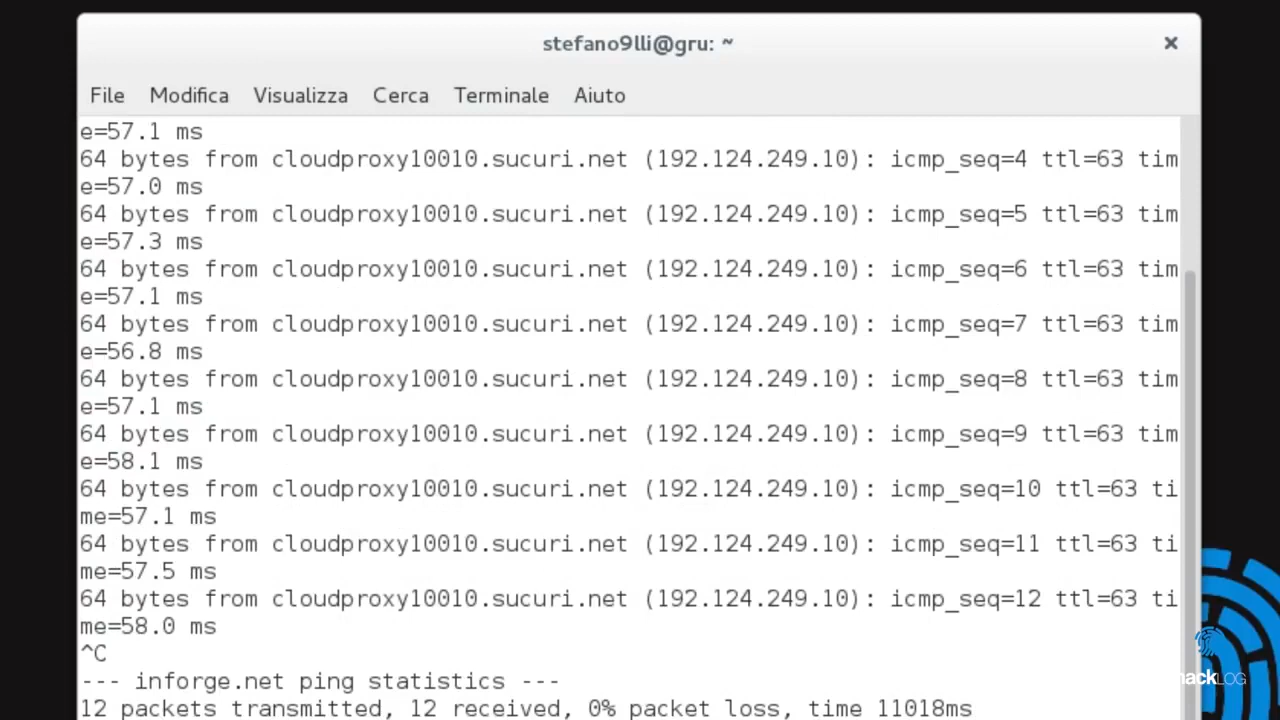 stefano9lli@gru: ~
File Modifica Visualizza Cerca Terminale Aiuto
e=57.1 ms
64 bytes from cloudproxy10010.sucuri.net (192.124.249.10): icmp_seq=4 ttl=63 tim
e=57.0 ms
64 bytes from cloudproxy10010.sucuri.net (192.124.249.10): icmp_seq=5 ttl=63 tim
e=57.3 ms
64 bytes from cloudproxy10010.sucuri.net (192.124.249.10): icmp_seq=6 ttl=63 tim
e=57.1 ms
64 bytes from cloudproxy10010.sucuri.net (192.124.249.10): icmp_seq=7 ttl=63 tim
e=56.8 ms
64 bytes from cloudproxy10010.sucuri.net (192.124.249.10): icmp_seq=8 ttl=63 tim
e=57.1 ms
64 bytes from cloudproxy10010.sucuri.net (192.124.249.10): icmp_seq=9 ttl=63 tim
e=58.1 ms
64 bytes from cloudproxy10010.sucuri.net (192.124.249.10): icmp_seq=10 ttl=63 ti
me=57.1 ms
64 bytes from cloudproxy10010.sucuri.net (192.124.249.10): icmp_seq=11 ttl=63 ti
me=57.5 ms
64 bytes from cloudproxy10010.sucuri.net (192.124.249.10): icmp_seq=12 ttl=63 ti
me=58.0 ms
^C
--- inforge.net ping statistics ---
12 packets transmitted, 12 received, 0% packet loss, time 11018ms
hackLOG